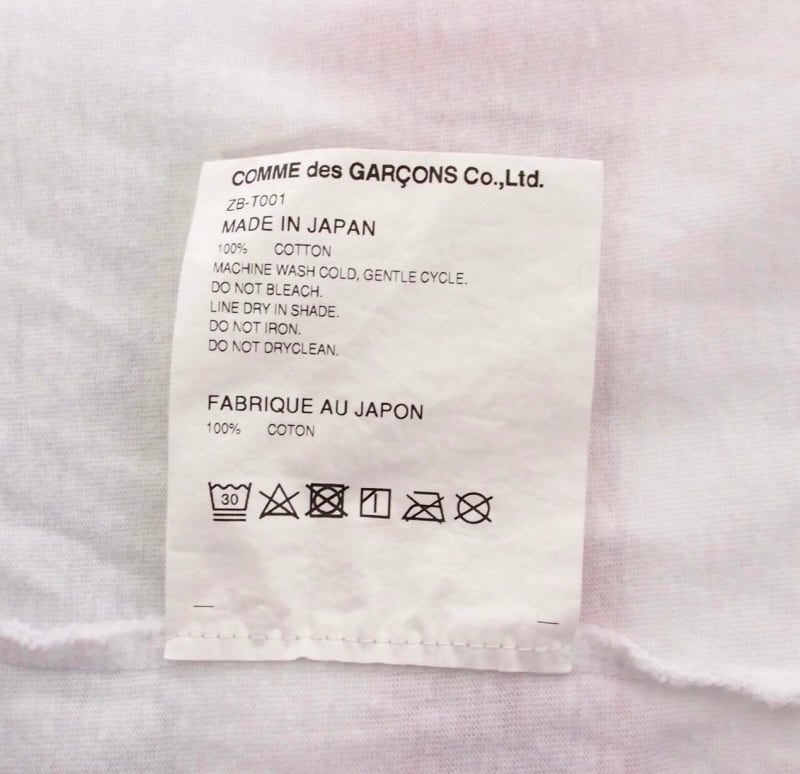 COMME des GARÇONS Co.,Ltd.
ZB-T001
MADE IN JAPAN
100% COTTON
MACHINE WASH COLD, GENTLE CYCLE.
DO NOT BLEACH.
LINE DRY IN SHADE.
DO NOT IRON.
DO NOT DRYCLEAN.
FABRIQUE AU JAPON
100% COTON
30